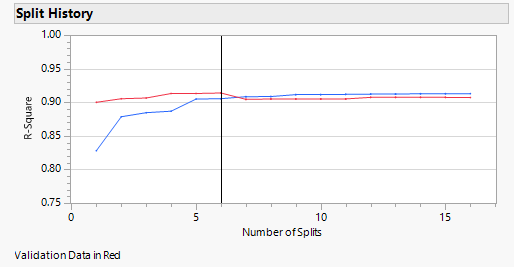 Split History
1.00
0.95
0.90
0.85
0.80
0.75
R-Square
0 5 10 15
Number of Splits
Validation Data in Red